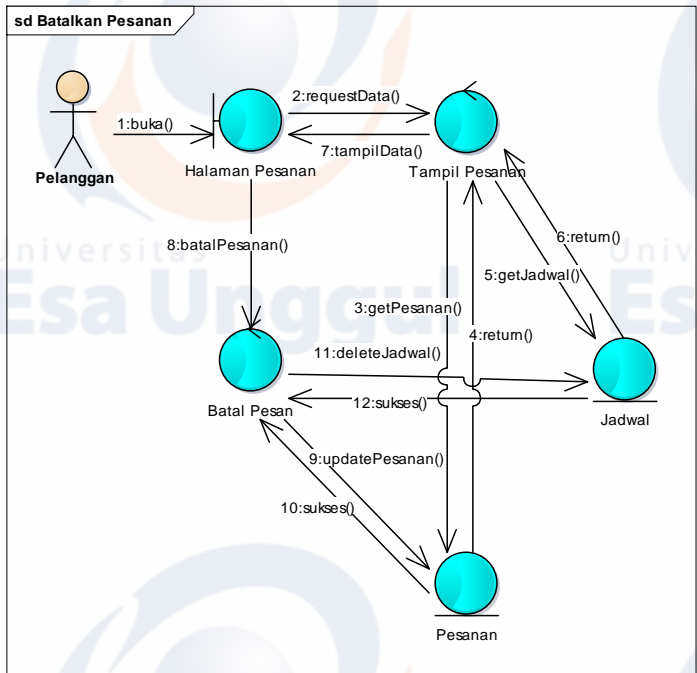 sd Batalkan Pesanan
2:requestData()
1:buka()
7:tampilData()
Halaman Pesanan
Tampil Pesanan
Pelanggan
6:return()
8:batalPesanan()
Universitas
Univ
5:getJadwal()
Esa Unggul
Es
3:getPesanan()
4:return()
11:deleteJadwal()
12:sukses()
Batal Pesan
Jadwal
9:updatePesanan()
10:sukses()
Pesanan